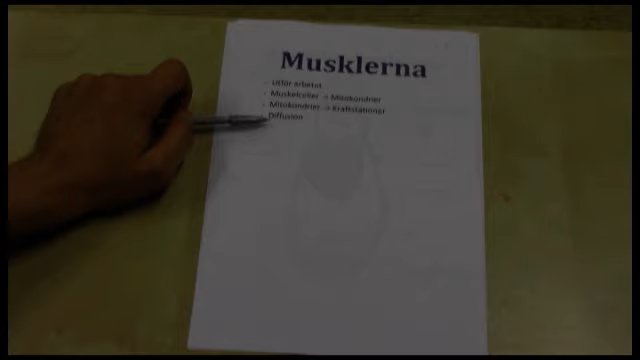 Musklerna
- Utför arbetet
- Muskelceller -> Mitokondrier
- Mitokondrier -> Kraftstationer
Diffusion